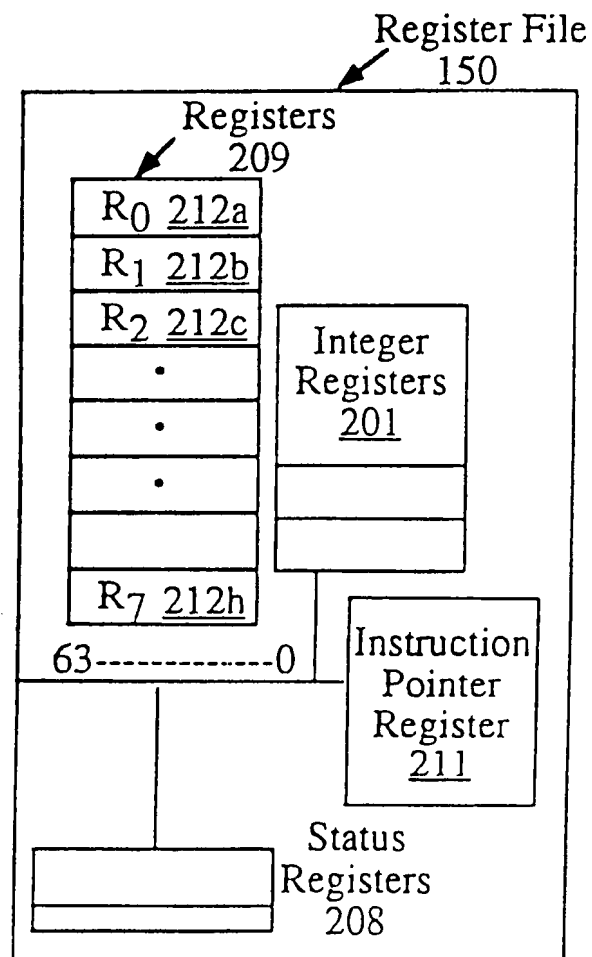 Register File
150
Registers
209
R0 212a
R1 212b
R2 212c
•
•
•
R7 212h
63-------------0
Integer
Registers
201
Instruction
Pointer
Register
211
Status
Registers
208